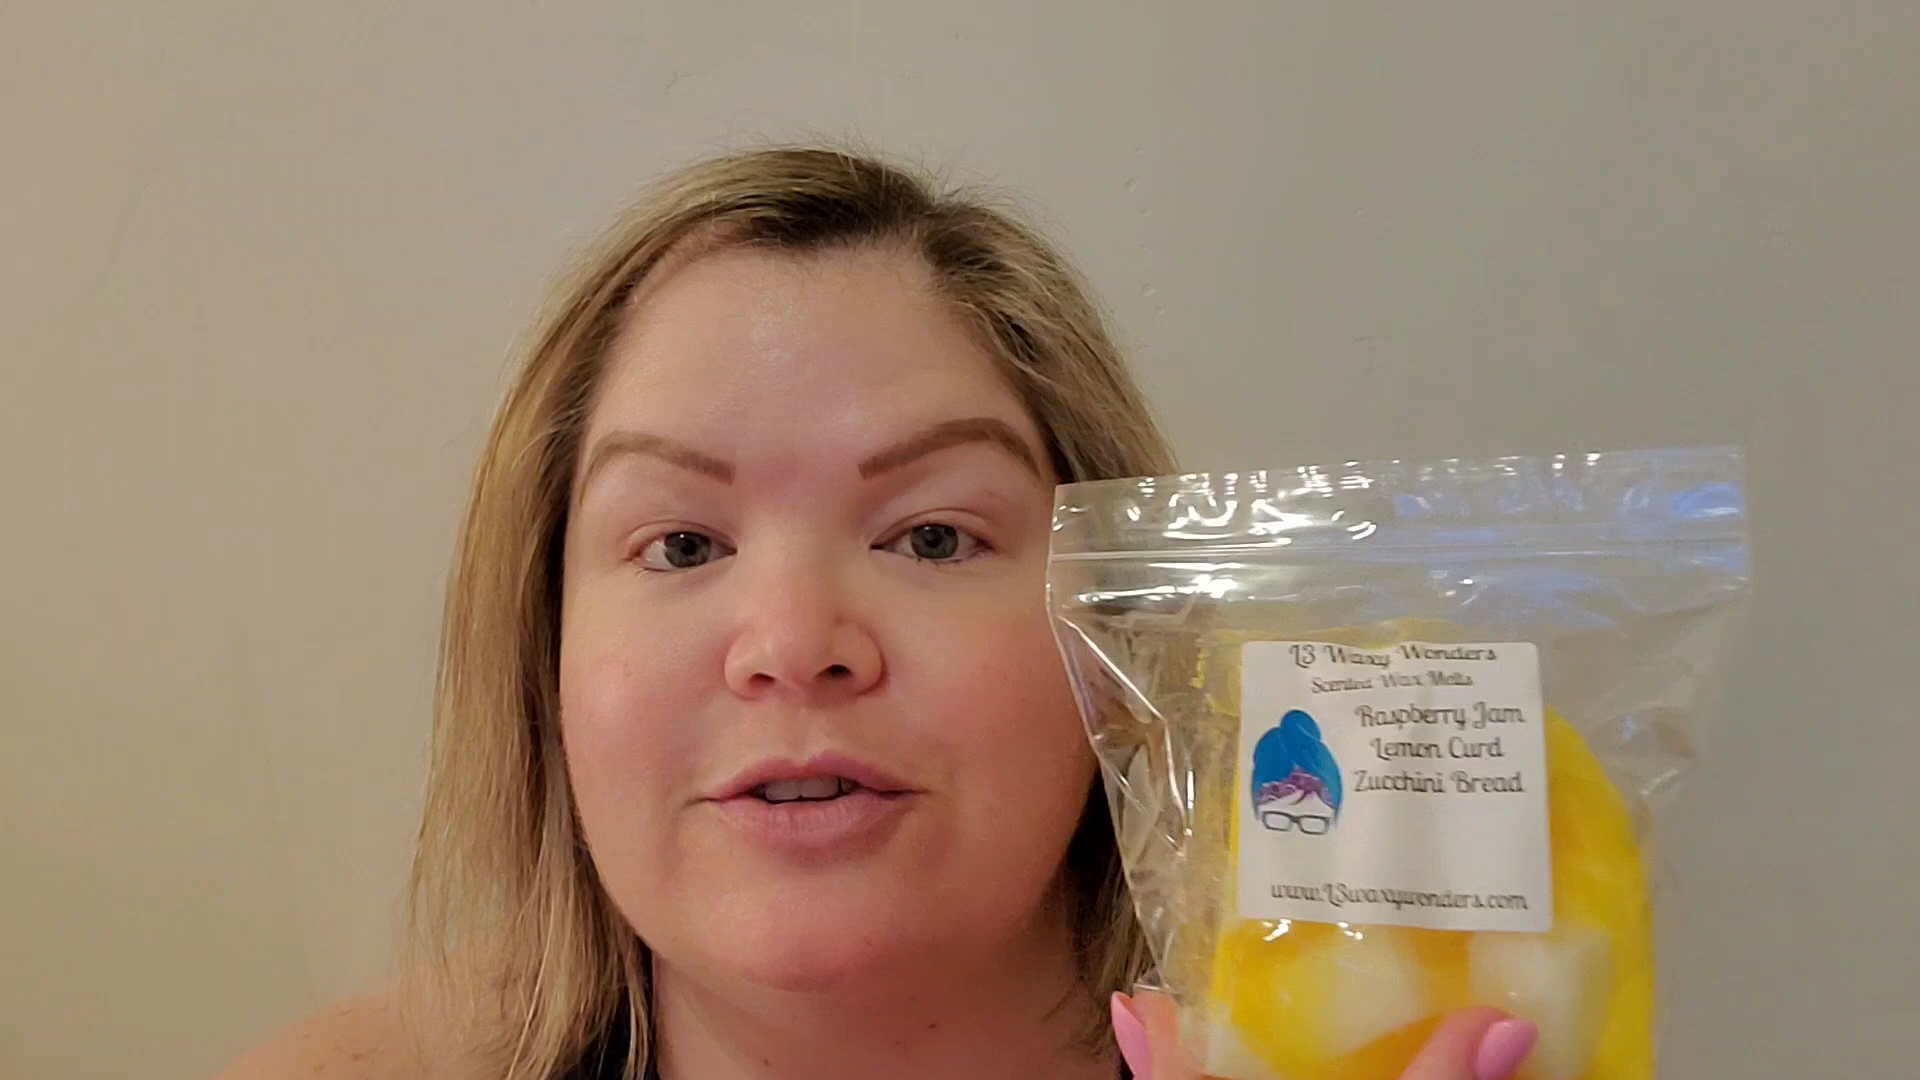 L3 Waxy Wonders
Scented Wax Melts
Raspberry Jam
Lemon Curd
Zucchini Bread
www.L3waxywonders.com